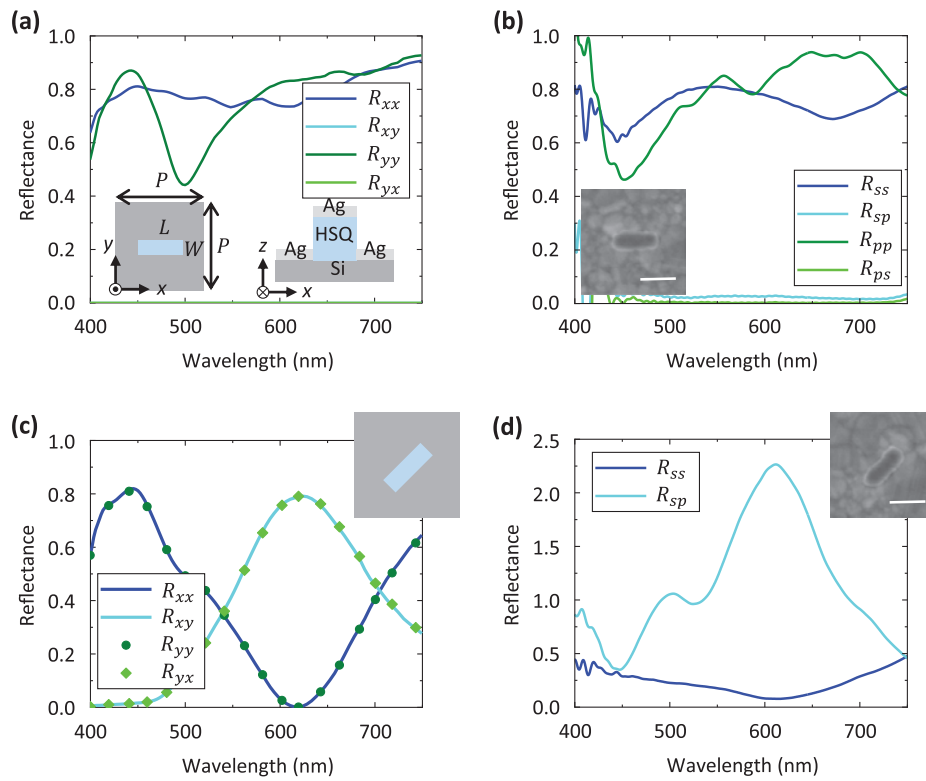 (a)
1.0
0.8
0.6
0.4
0.2
0.0
Reflectance
400 500 600 700
Wavelength (nm)
R_xx
R_xy
R_yy
R_yx
P
L
W P
y
x
Ag
HSQ
Ag Ag
Si
z
x
(b)
1.0
0.8
0.6
0.4
0.2
0.0
Reflectance
400 500 600 700
Wavelength (nm)
R_ss
R_sp
R_pp
R_ps
(c)
1.0
0.8
0.6
0.4
0.2
0.0
Reflectance
400 500 600 700
Wavelength (nm)
R_xx
R_xy
R_yy
R_yx
(d)
2.5
2.0
1.5
1.0
0.5
0.0
Reflectance
400 500 600 700
Wavelength (nm)
R_ss
R_sp